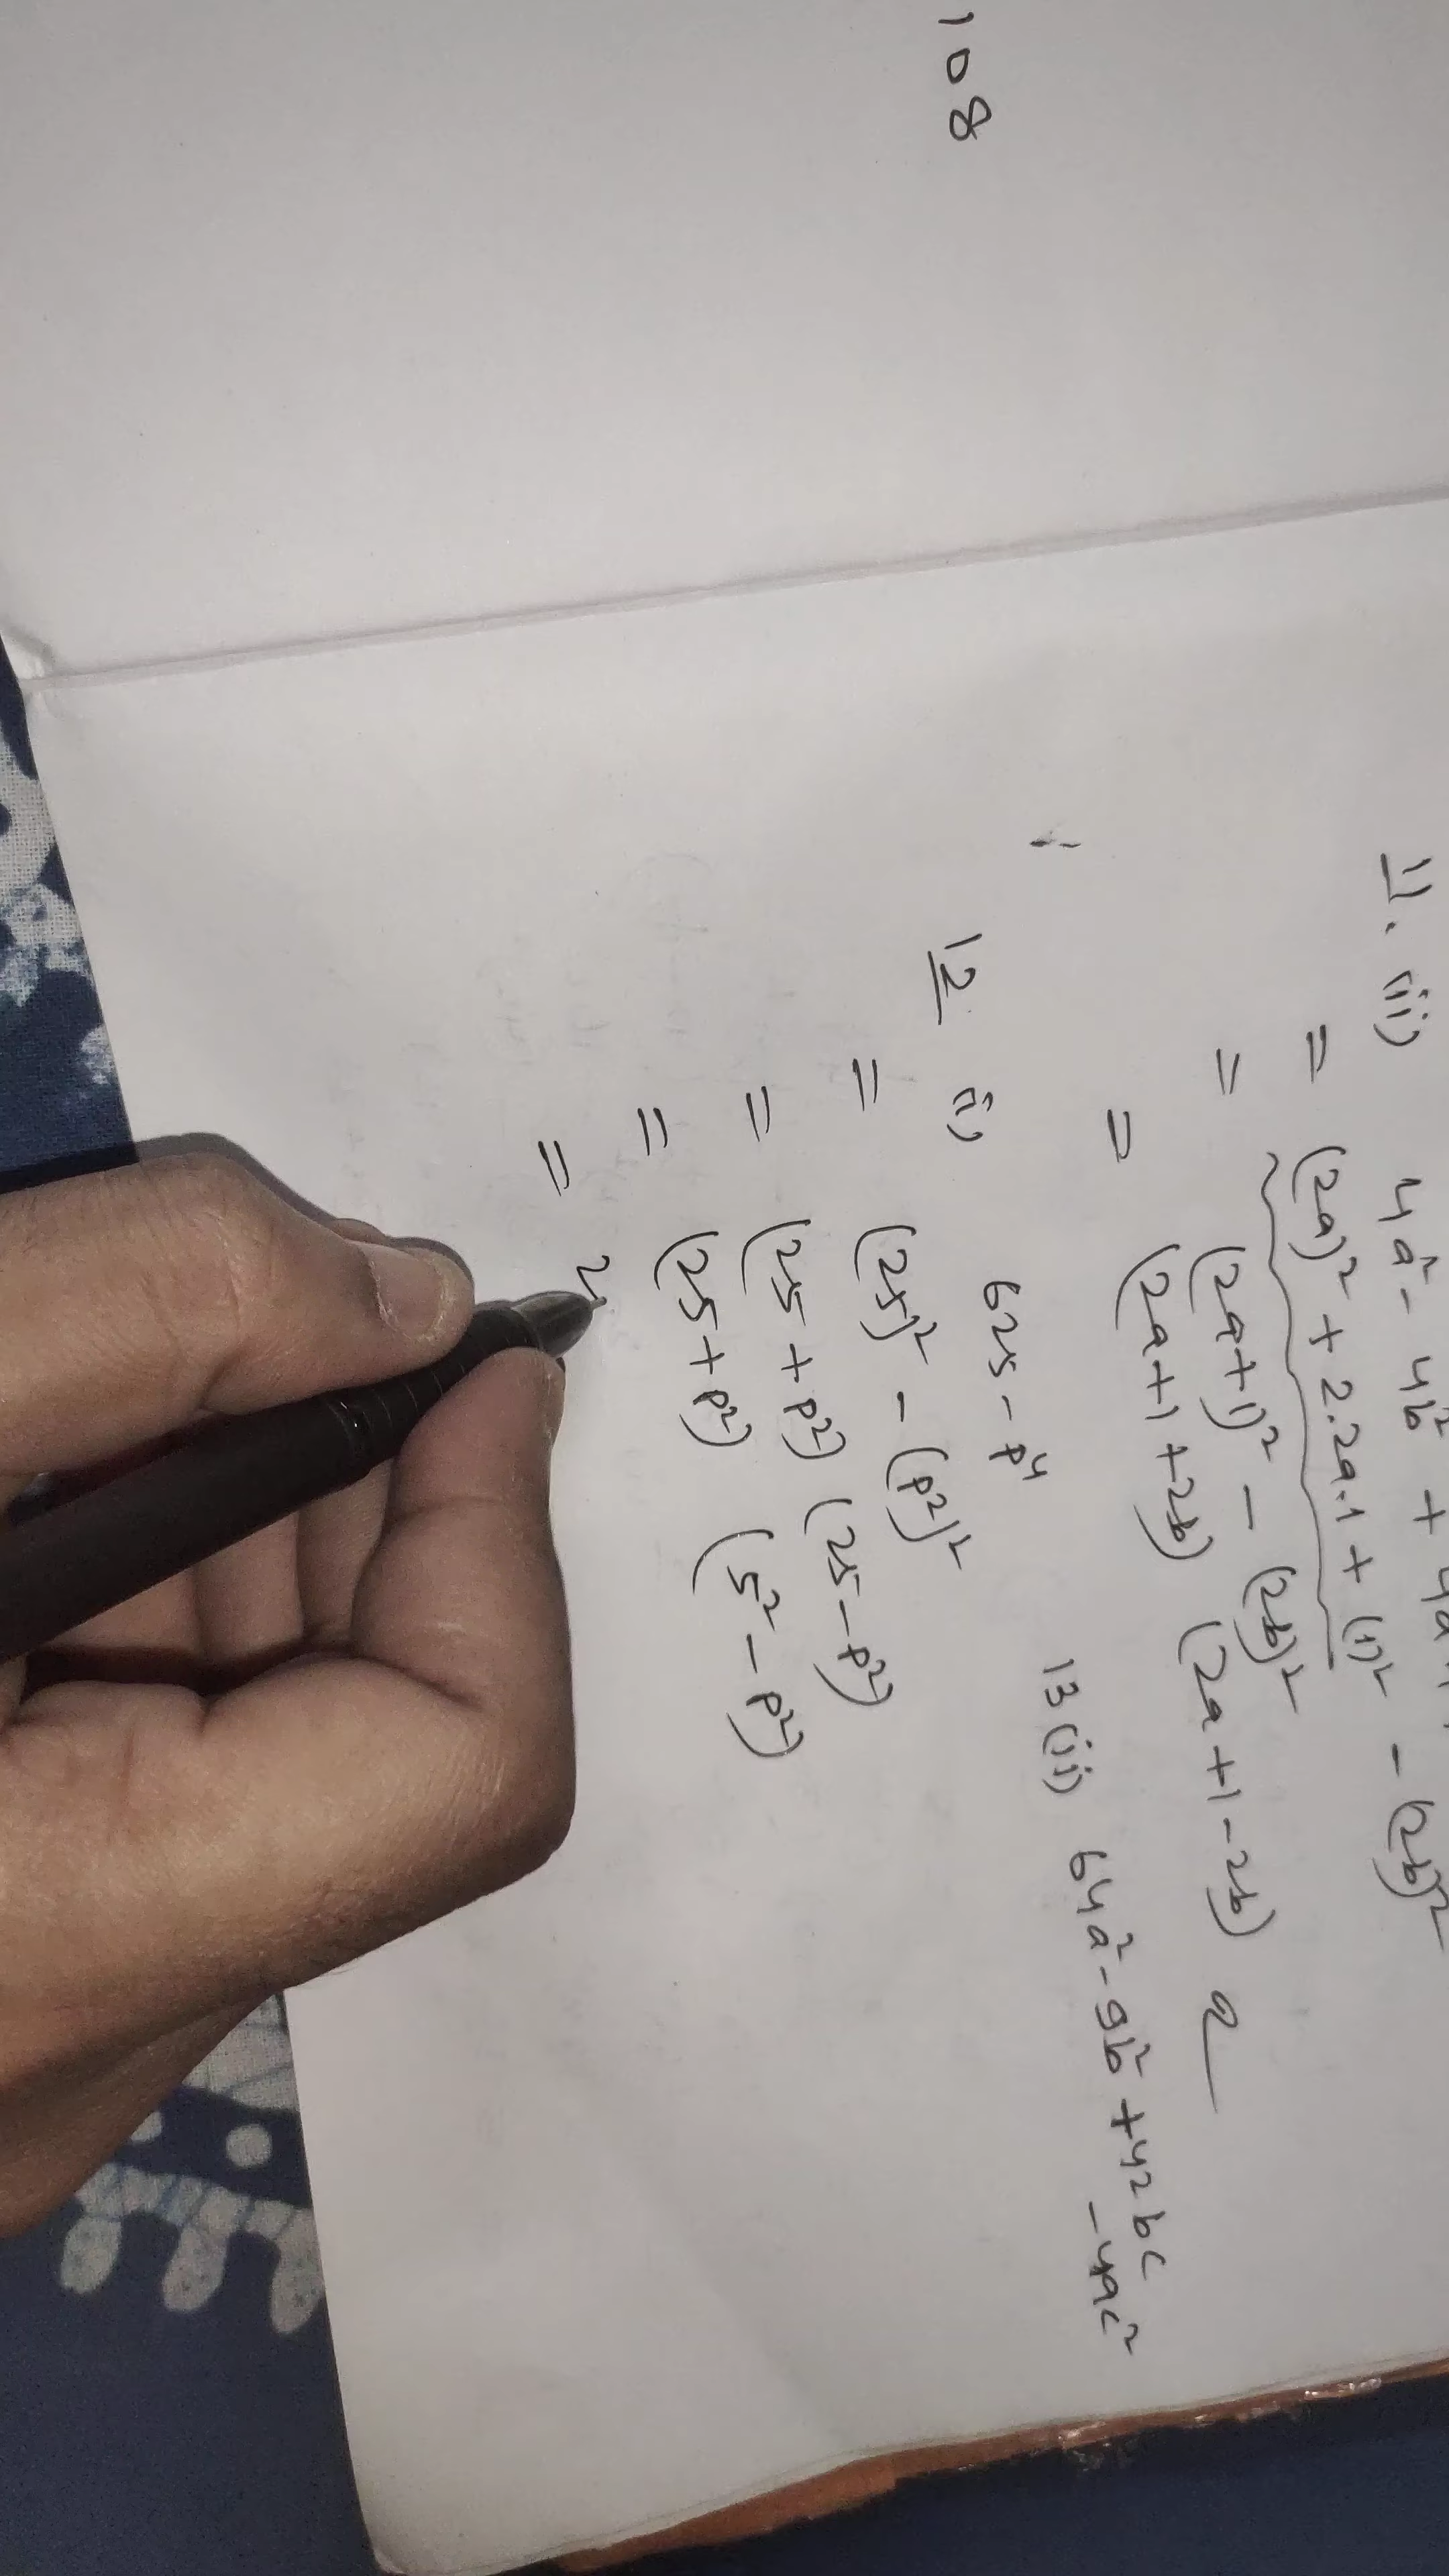 108
11. (ii) 4a² - 4b² + 4a
= (2a)² + 2.2a.1 + (1)² - (2b)²
= (2a+1)² - (2b)²
= (2a+1+2b) (2a+1-2b)
12 (i) 625 - p⁴
= (25)² - (p²)²
= (25+p²) (25-p²)
= (25+p²) (5²-p²)
= 2
13 (ii) 64a² - 9b² + 42bc
- 49c²